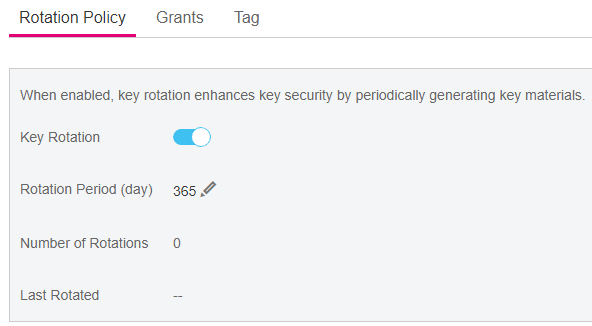 Rotation Policy Grants Tag
When enabled, key rotation enhances key security by periodically generating key materials.
Key Rotation
Rotation Period (day) 365
Number of Rotations 0
Last Rotated --